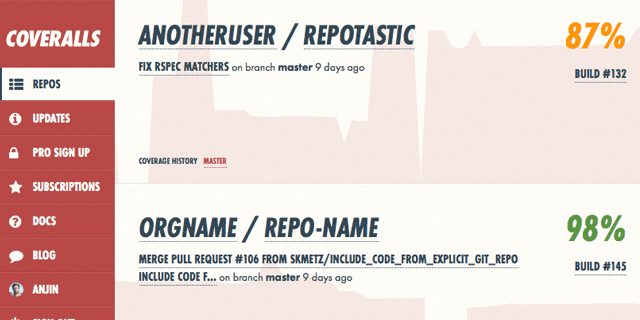 COVERALLS
REPOS
UPDATES
PRO SIGN UP
SUBSCRIPTIONS
DOCS
BLOG
ANJIN
ANOTHERUSER / REPOTASTIC
87%
FIX RSPEC MATCHERS on branch master 9 days ago
BUILD #132
COVERAGE HISTORY MASTER
ORGNAME / REPO-NAME
98%
MERGE PULL REQUEST #106 FROM SKMETZ/INCLUDE_CODE_FROM_EXPLICIT_GIT_REPO
INCLUDE CODE F... on branch master 9 days ago
BUILD #145